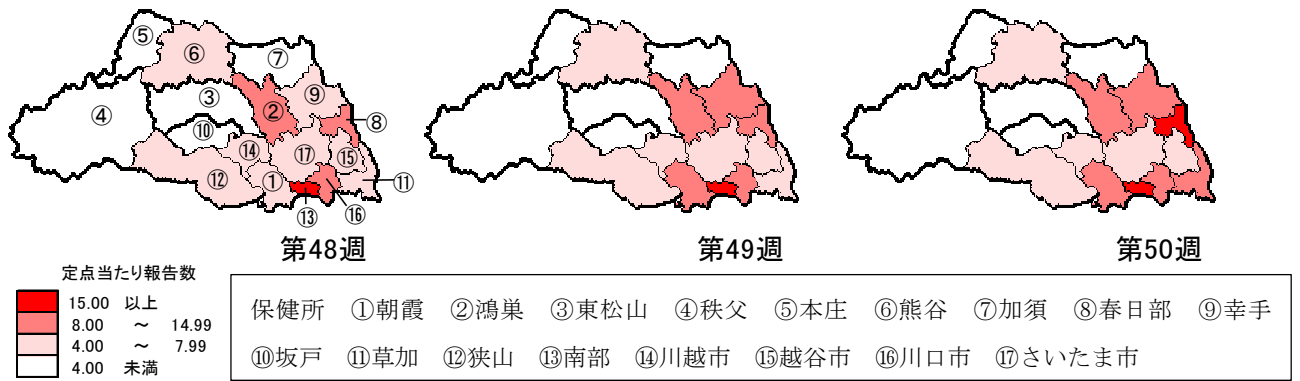 ⑤
⑥
⑦
③
⑨
④
②
⑧
⑩
⑭
⑰
⑮
⑫
①
⑪
⑬
⑯
第48週
第49週
第50週
定点当たり報告数
15.00 以上
8.00 ～ 14.99
4.00 ～ 7.99
4.00 未満
保健所 ①朝霞 ②鴻巣 ③東松山 ④秩父 ⑤本庄 ⑥熊谷 ⑦加須 ⑧春日部 ⑨幸手
⑩坂戸 ⑪草加 ⑫狭山 ⑬南部 ⑭川越市 ⑮越谷市 ⑯川口市 ⑰さいたま市